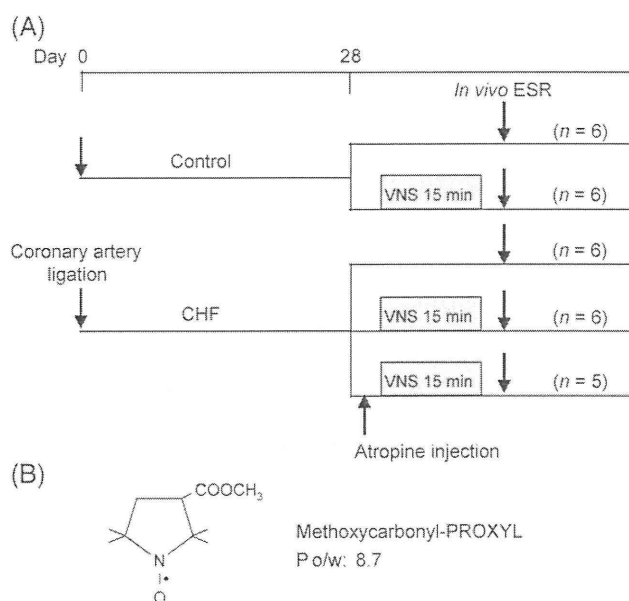 (A)
Day 0 28
In vivo ESR
(n = 6)
Control
VNS 15 min (n = 6)
Coronary artery
ligation
(n = 6)
CHF
VNS 15 min (n = 6)
VNS 15 min (n = 5)
Atropine injection
(B)
COOCH3
N
O
Methoxycarbonyl-PROXYL
P o/w: 8.7